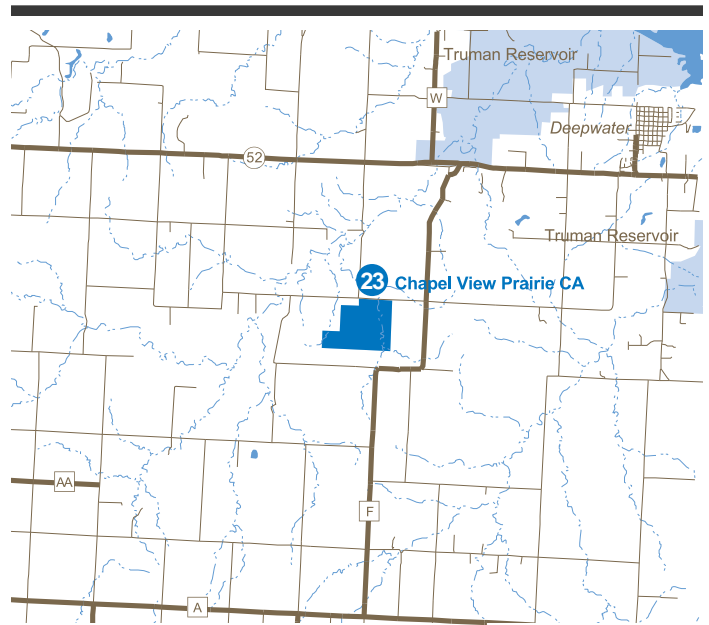 Truman Reservoir
W
Deepwater
52
Truman Reservoir
23 Chapel View Prairie CA
AA
F
A